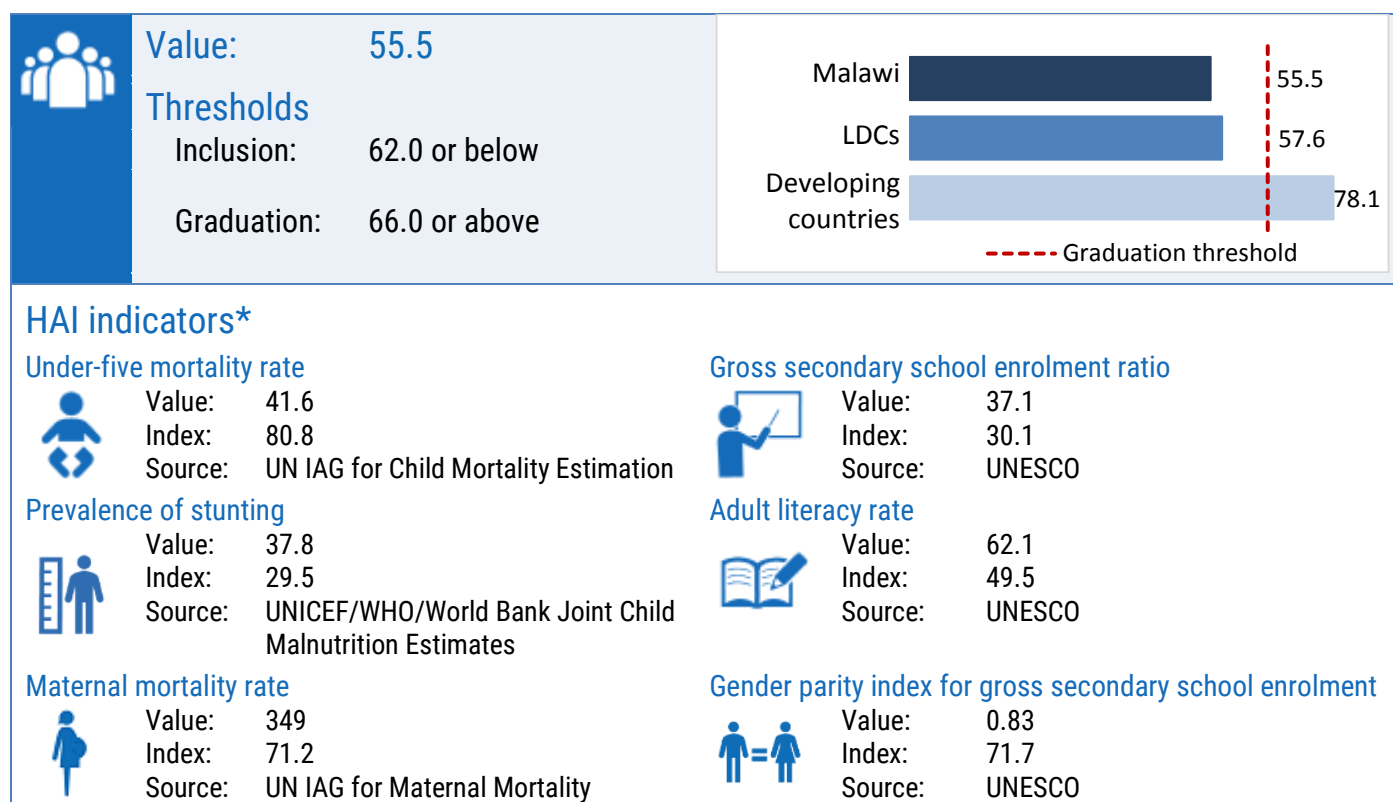 Value: 55.5
Thresholds
Inclusion: 62.0 or below
Graduation: 66.0 or above
Malawi 55.5
LDCs 57.6
Developing
countries 78.1
Graduation threshold
HAI indicators*
Under-five mortality rate
Value: 41.6
Index: 80.8
Source: UN IAG for Child Mortality Estimation
Prevalence of stunting
Value: 37.8
Index: 29.5
Source: UNICEF/WHO/World Bank Joint Child
Malnutrition Estimates
Maternal mortality rate
Value: 349
Index: 71.2
Source: UN IAG for Maternal Mortality
Gross secondary school enrolment ratio
Value: 37.1
Index: 30.1
Source: UNESCO
Adult literacy rate
Value: 62.1
Index: 49.5
Source: UNESCO
Gender parity index for gross secondary school enrolment
Value: 0.83
Index: 71.7
Source: UNESCO